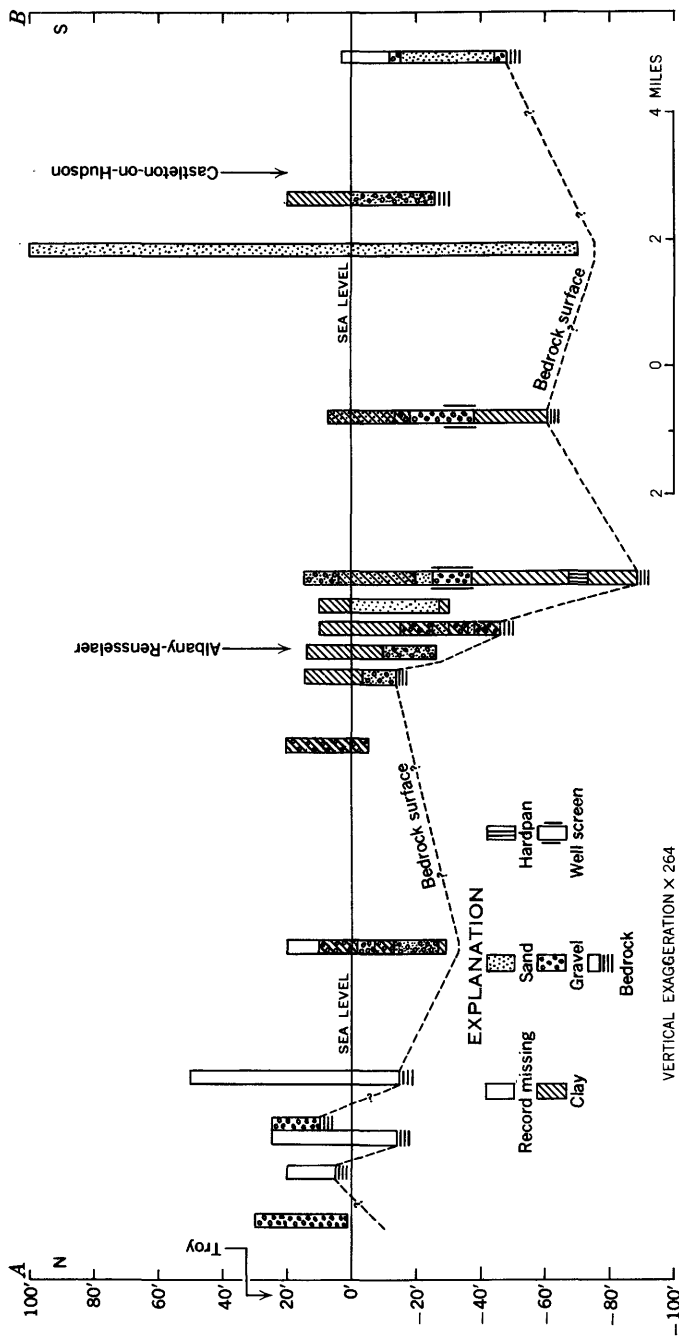 A
B
N
S
100'
80'
60'
40'
20'
0'
−20'
−40'
−60'
−80'
−100'
Troy
Albany-Rensselaer
Castleton-on-Hudson
SEA LEVEL
SEA LEVEL
?
?
Bedrock surface
?
?
Bedrock surface
?
?
?
EXPLANATION
Record missing
Clay
Sand
Gravel
Bedrock
Hardpan
Well screen
VERTICAL EXAGGERATION × 264
2
0
2
4 MILES